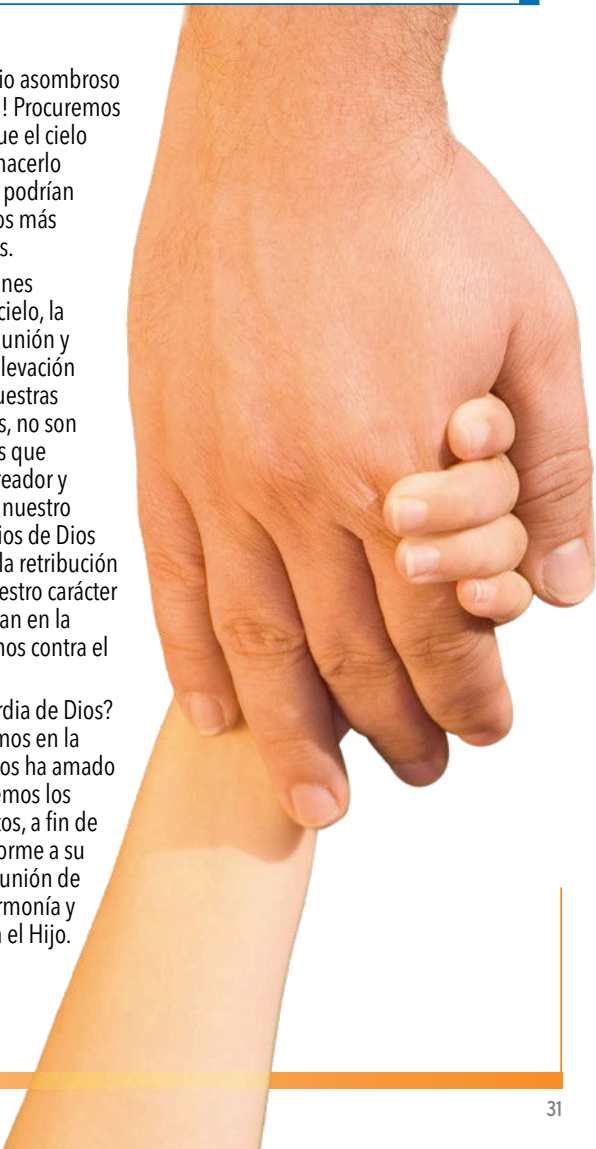 io asombroso
! Procuremos
ue el cielo
hacerlo
podrían
os más
s.
nes
cielo, la
unión y
levación
uestras
s, no son
s que
reador y
nuestro
ios de Dios
la retribución
estro carácter
an en la
mos contra el
rdia de Dios?
mos en la
os ha amado
emos los
tos, a fin de
orme a su
unión de
rmonía y
el Hijo.
31